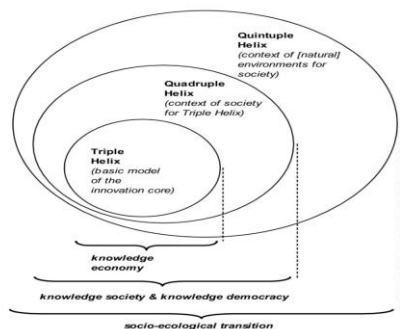 Quintuple
Helix
(context of [natural]
environments for
society)
Quadruple
Helix
(context of society
for Triple Helix)
Triple
Helix
(basic model
of the
innovation core)
knowledge
economy
knowledge society & knowledge democracy
socio-ecological transition